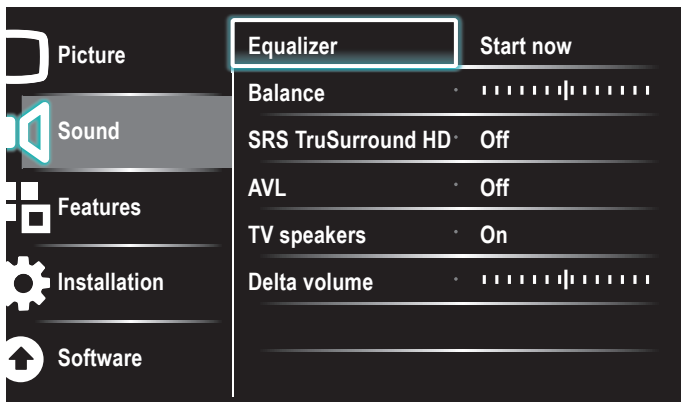 Picture
Sound
Features
Installation
Software
Equalizer Start now
Balance
SRS TruSurround HD Off
AVL Off
TV speakers On
Delta volume